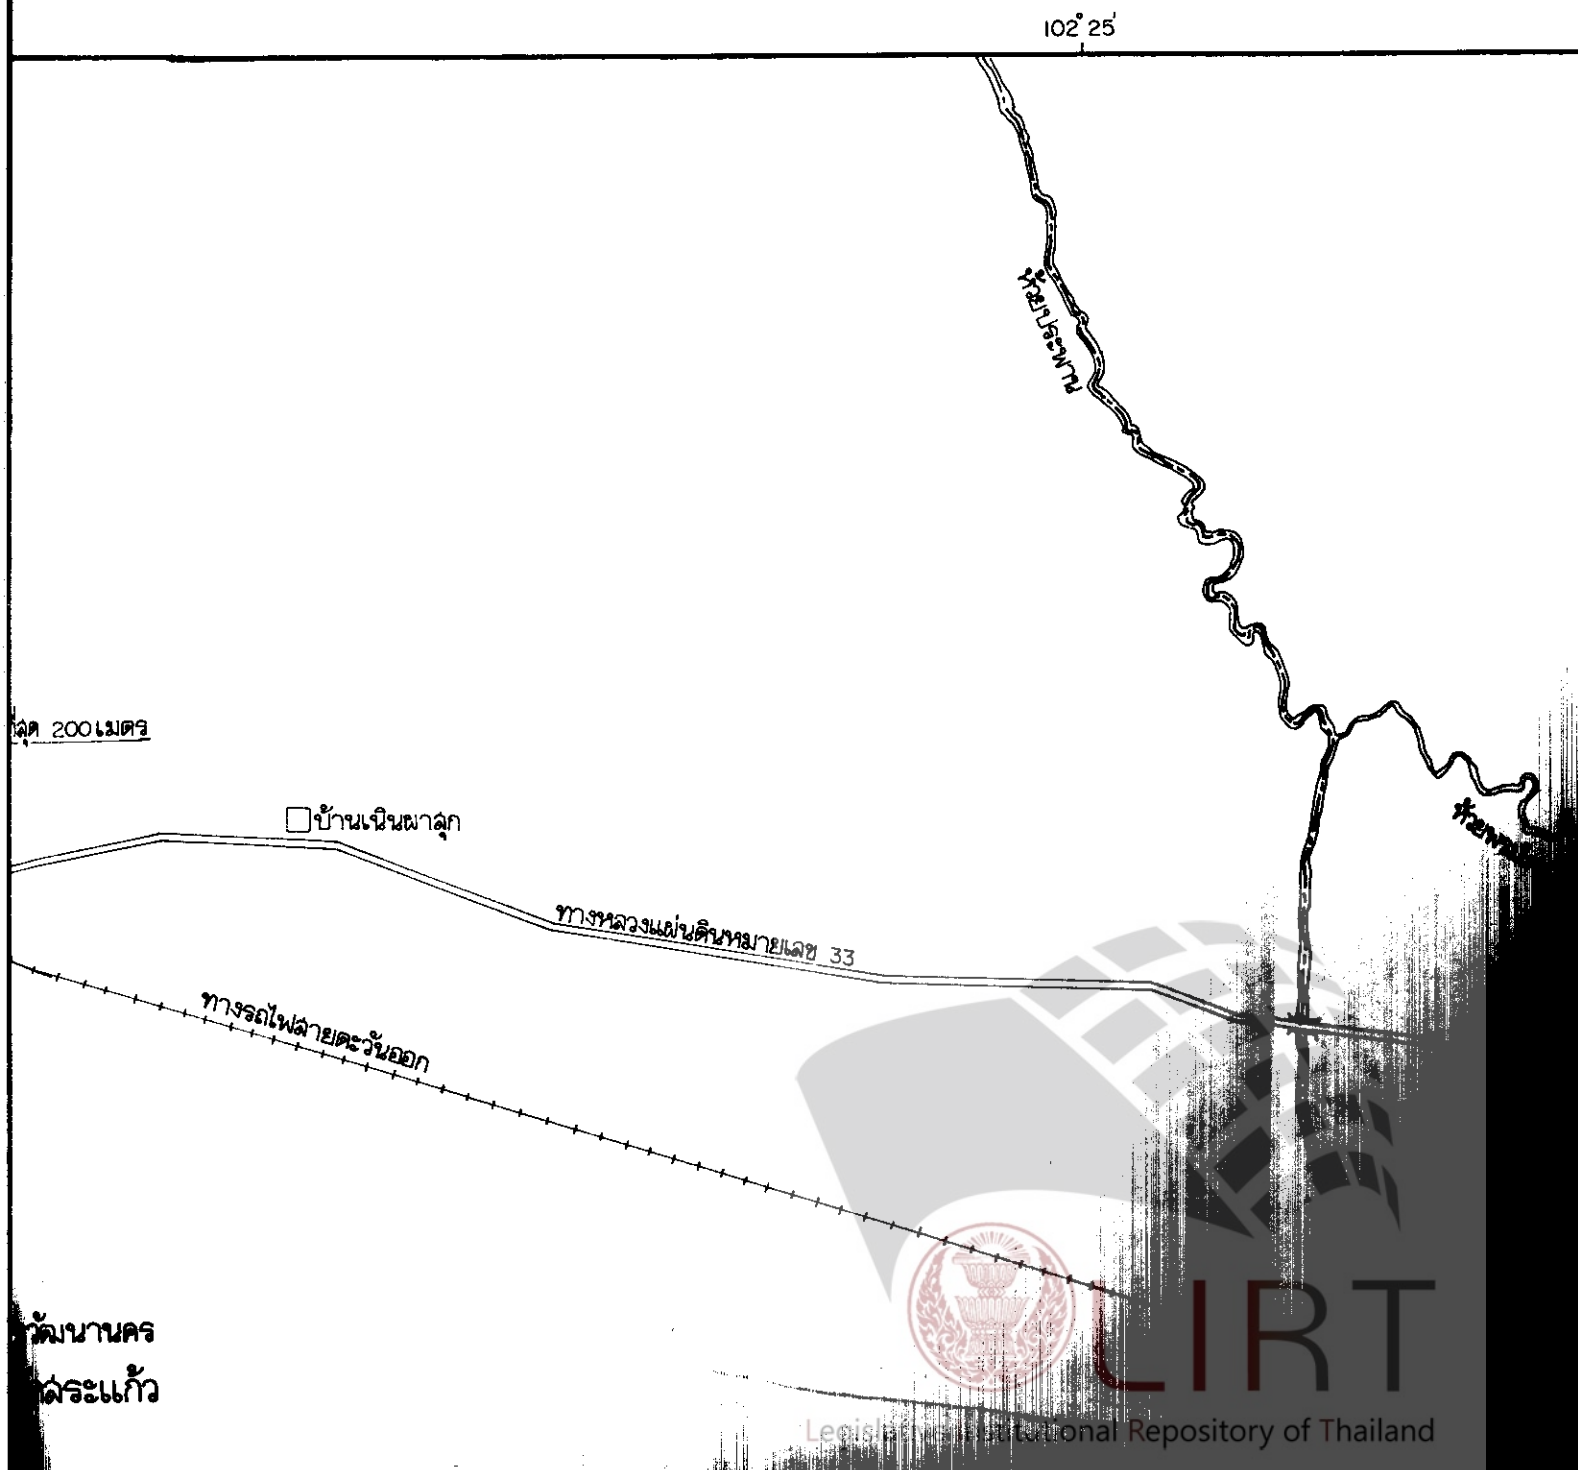 102° 25'
ห้วยประพาน
200 เมตร
บ้านเนินผาสุก
ทางหลวงแผ่นดินหมายเลข 33
ทางรถไฟสายตะวันออก
วัฒนานคร
สระแก้ว
LIRT
Repository of Thailand